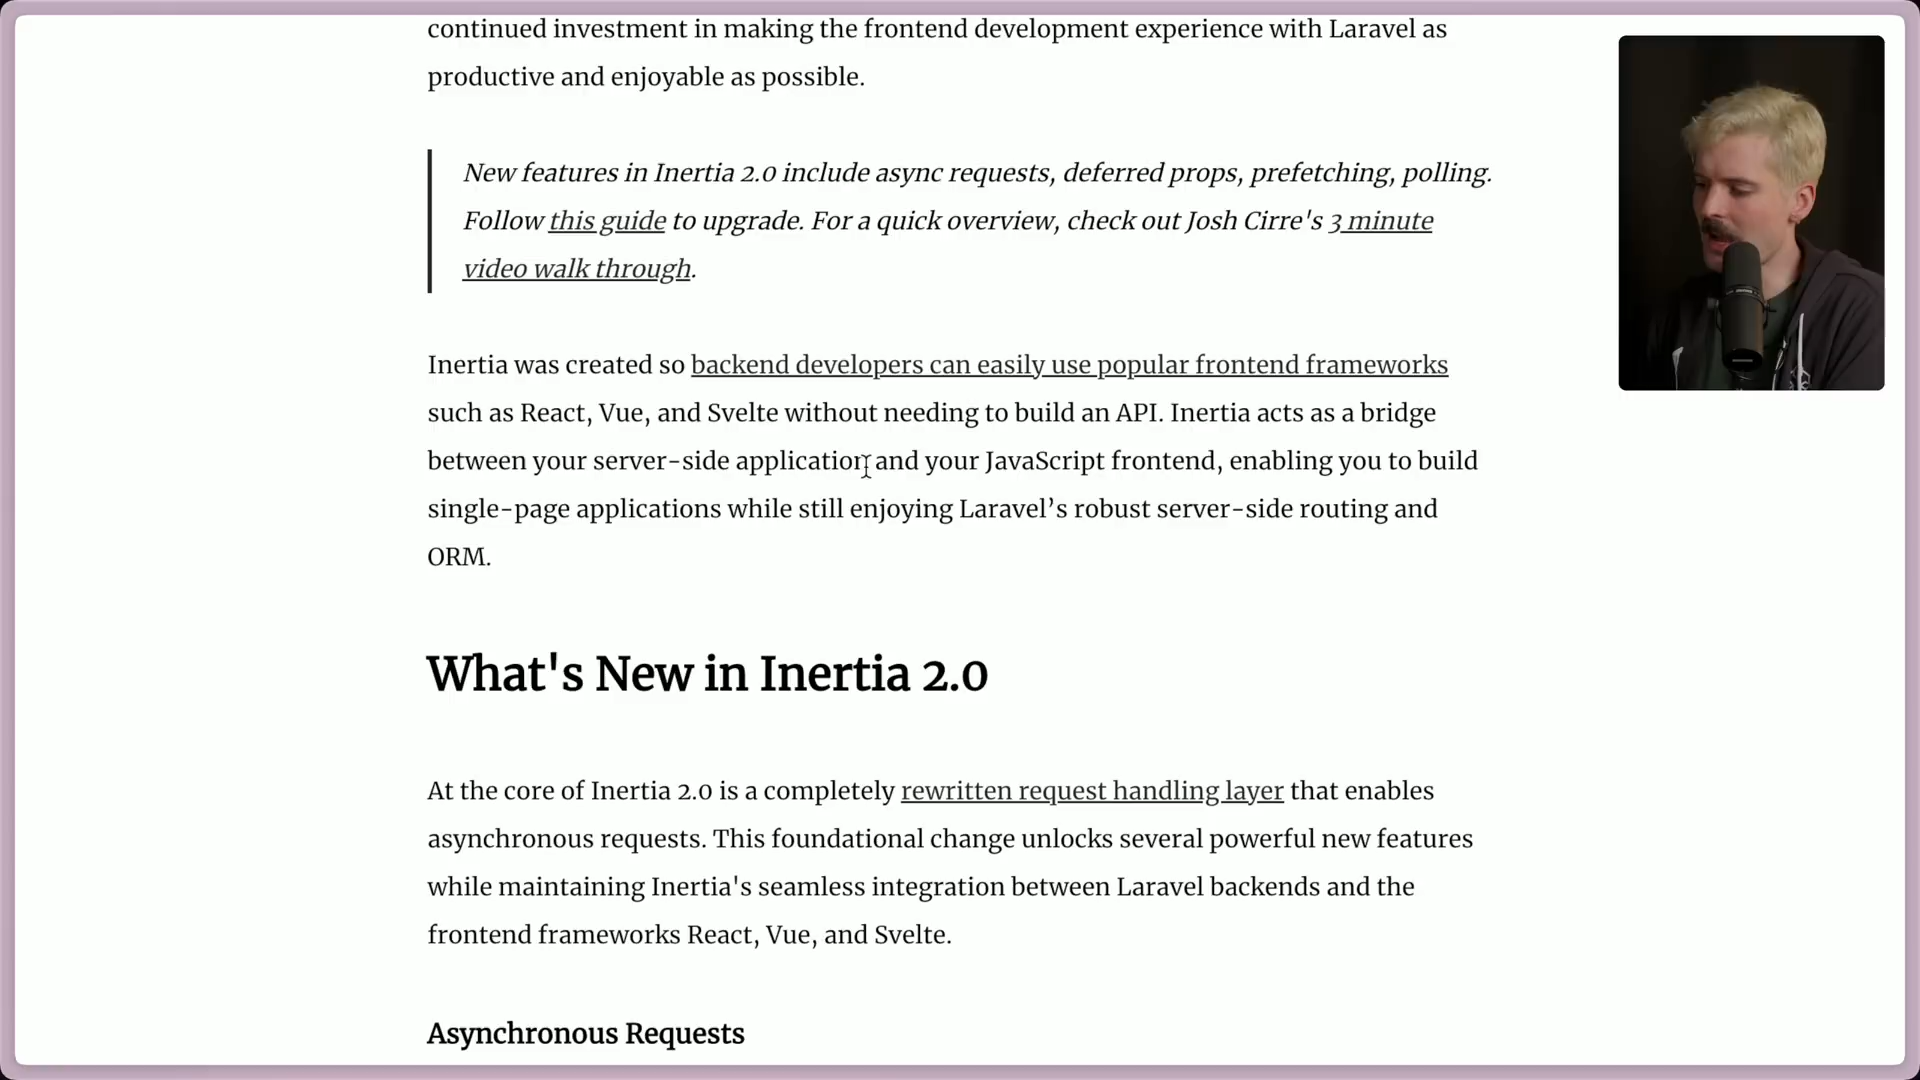 continued investment in making the frontend development experience with Laravel as
productive and enjoyable as possible.
New features in Inertia 2.0 include async requests, deferred props, prefetching, polling.
Follow this guide to upgrade. For a quick overview, check out Josh Cirre's 3 minute
video walk through.
Inertia was created so backend developers can easily use popular frontend frameworks
such as React, Vue, and Svelte without needing to build an API. Inertia acts as a bridge
between your server-side application and your JavaScript frontend, enabling you to build
single-page applications while still enjoying Laravel’s robust server-side routing and
ORM.
What's New in Inertia 2.0
At the core of Inertia 2.0 is a completely rewritten request handling layer that enables
asynchronous requests. This foundational change unlocks several powerful new features
while maintaining Inertia's seamless integration between Laravel backends and the
frontend frameworks React, Vue, and Svelte.
Asynchronous Requests